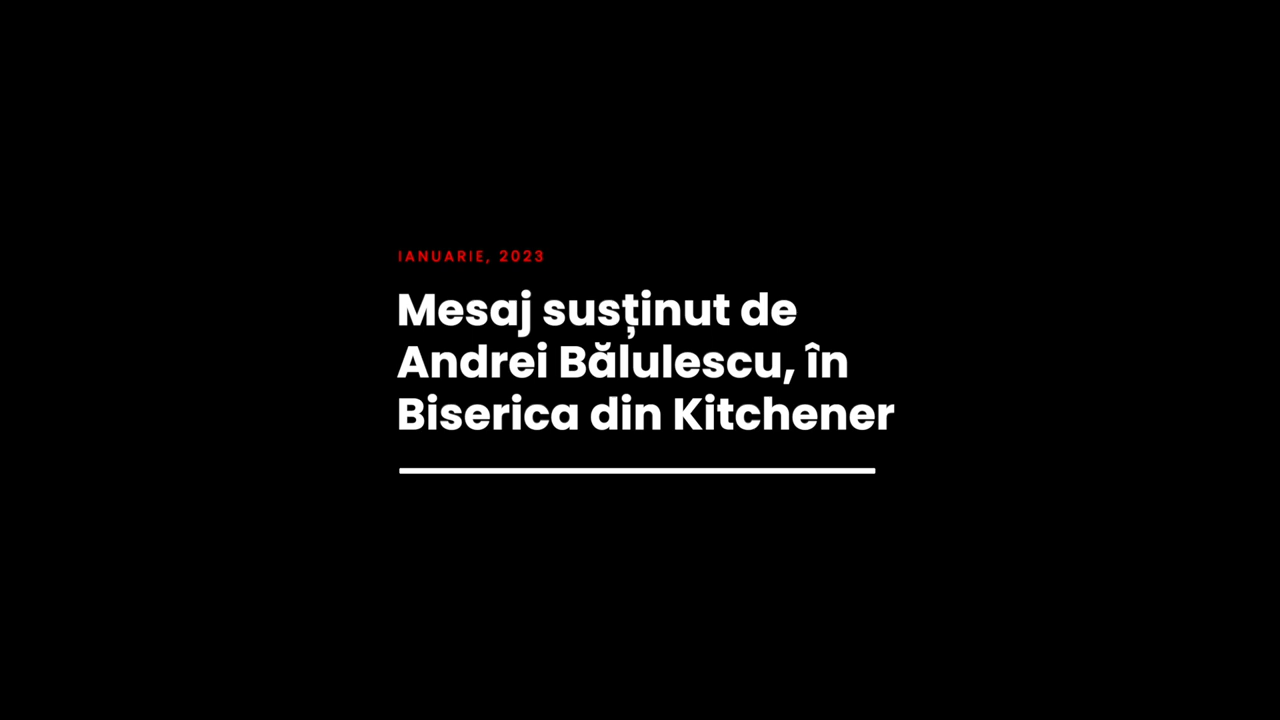 IANUARIE, 2023
Mesaj susținut de
Andrei Bălulescu, în
Biserica din Kitchener